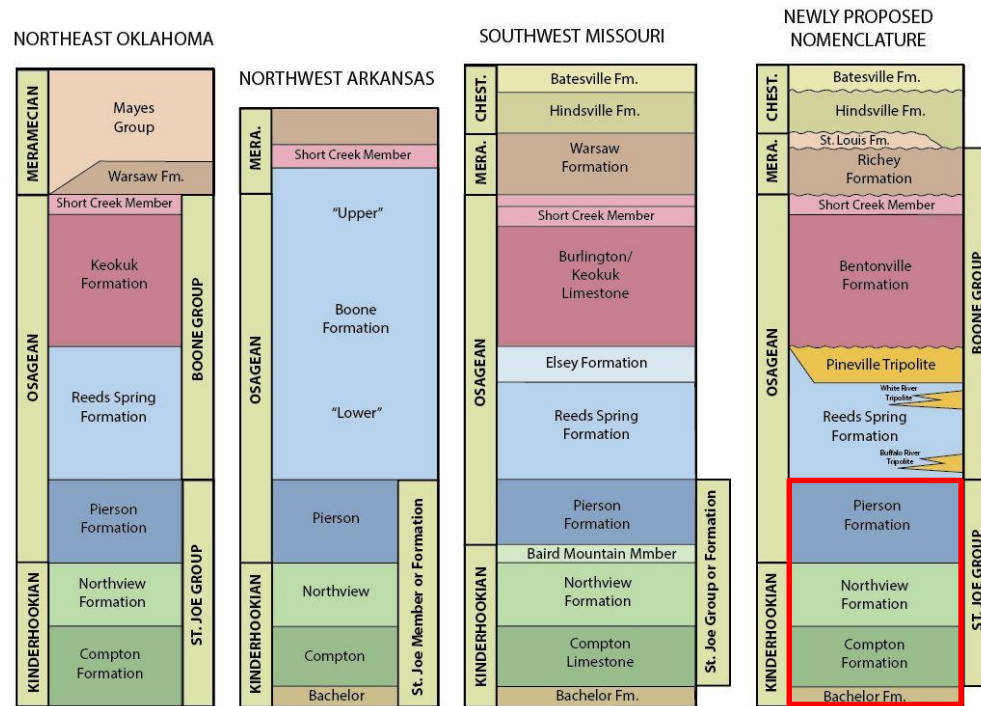 NORTHEAST OKLAHOMA
MERAMECIAN
OSAGEAN
KINDERHOOKIAN
Mayes
Group
Warsaw Fm.
Short Creek Member
Keokuk
Formation
Reeds Spring
Formation
Pierson
Formation
Northview
Formation
Compton
Formation
BOONE GROUP
ST. JOE GROUP
NORTHWEST ARKANSAS
MERA.
OSAGEAN
KINDERHOOKIAN
Short Creek Member
"Upper"
Boone
Formation
"Lower"
Pierson
Northview
Compton
Bachelor
St. Joe Member or Formation
SOUTHWEST MISSOURI
CHEST.
MERA.
OSAGEAN
KINDERHOOKIAN
Batesville Fm.
Hindsville Fm.
Warsaw
Formation
Short Creek Member
Burlington/
Keokuk
Limestone
Elsey Formation
Reeds Spring
Formation
Pierson
Formation
Baird Mountain Mmber
Northview
Formation
Compton
Limestone
Bachelor Fm.
St. Joe Group or Formation
NEWLY PROPOSED
NOMENCLATURE
CHEST.
MERA.
OSAGEAN
KINDERHOOKIAN
Batesville Fm.
Hindsville Fm.
St. Louis Fm.
Richey
Formation
Short Creek Member
Bentonville
Formation
Pineville Tripolite
White River
Tripolite
Reeds Spring
Formation
Buffalo River
Tripolite
Pierson
Formation
Northview
Formation
Compton
Formation
Bachelor Fm.
BOONE GROUP
ST. JOE GROUP